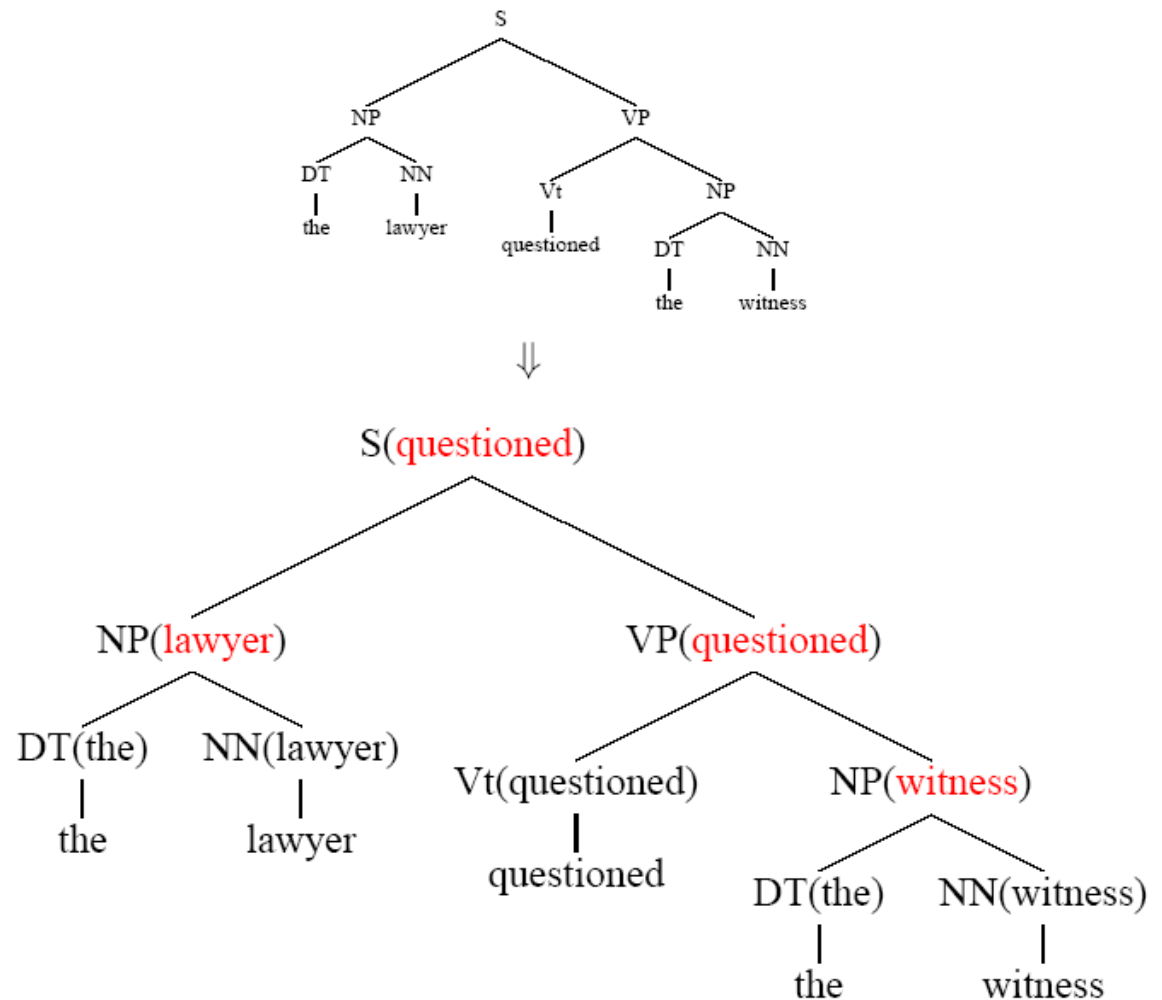 S
NP VP
DT NN Vt NP
the lawyer questioned DT NN
the witness
⇓
S(questioned)
NP(lawyer) VP(questioned)
DT(the) NN(lawyer) Vt(questioned) NP(witness)
the lawyer questioned DT(the) NN(witness)
the witness